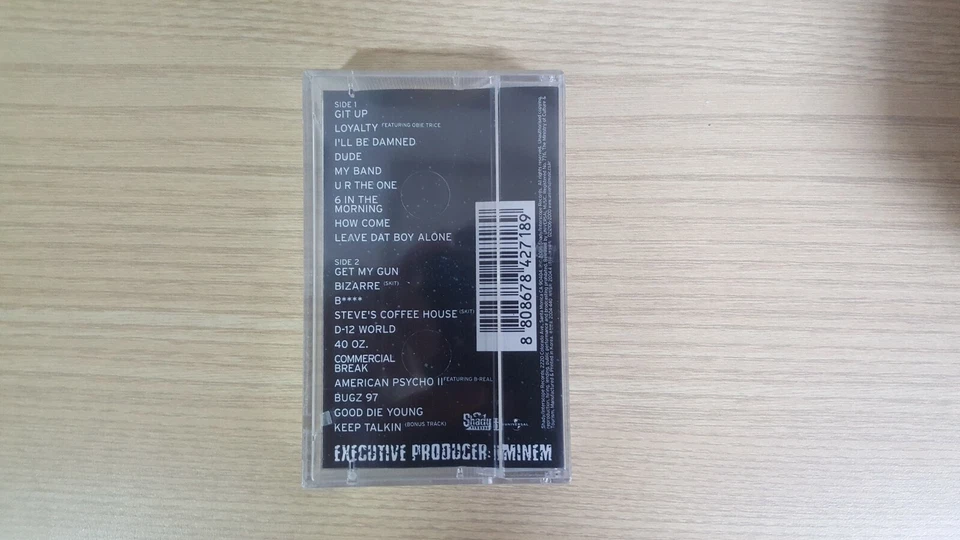 SIDE 1
GIT UP
LOYALTY FEATURING OBIE TRICE
I'LL BE DAMNED
DUDE
MY BAND
U R THE ONE
6 IN THE
MORNING
HOW COME
LEAVE DAT BOY ALONE
SIDE 2
GET MY GUN
BIZARRE (SKIT)
B****
STEVE'S COFFEE HOUSE (SKIT)
D-12 WORLD
40 OZ.
COMMERCIAL
BREAK
AMERICAN PSYCHO II FEATURING B-REAL
BUGZ 97
GOOD DIE YOUNG
KEEP TALKIN (BONUS TRACK)
Shady
UNIVERSAL
EXECUTIVE PRODUCER: EMINEM
8 808678 427189